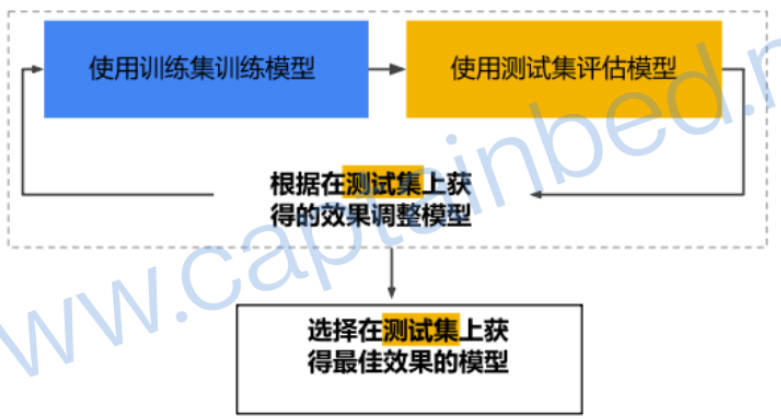 使用训练集训练模型
使用测试集评估模型
根据在测试集上获
得的效果调整模型
选择在测试集上获
得最佳效果的模型
www.captainbed.n